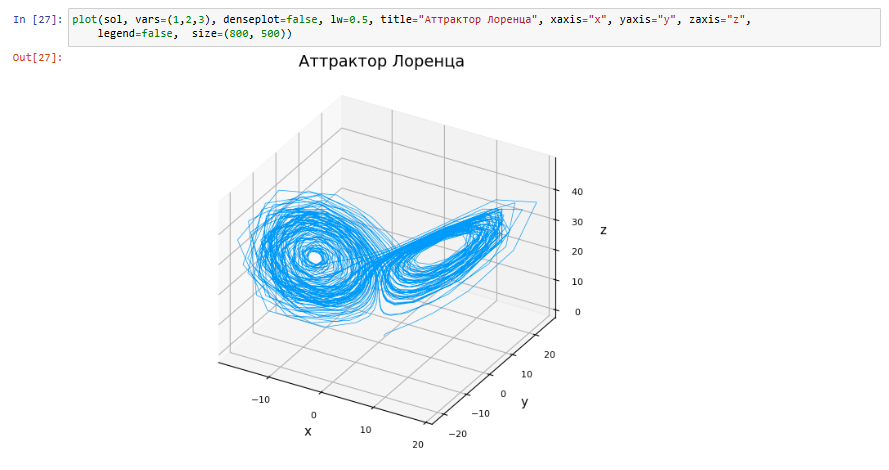 In [27]: plot(sol, vars=(1,2,3), denseplot=false, lw=0.5, title="Аттрактор Лоренца", xaxis="x", yaxis="y", zaxis="z",
legend=false,  size=(800, 500))
Out[27]:
Аттрактор Лоренца
40
30
z
20
10
0
20
10
0
y
−10
−20
−10
0
x
10
20